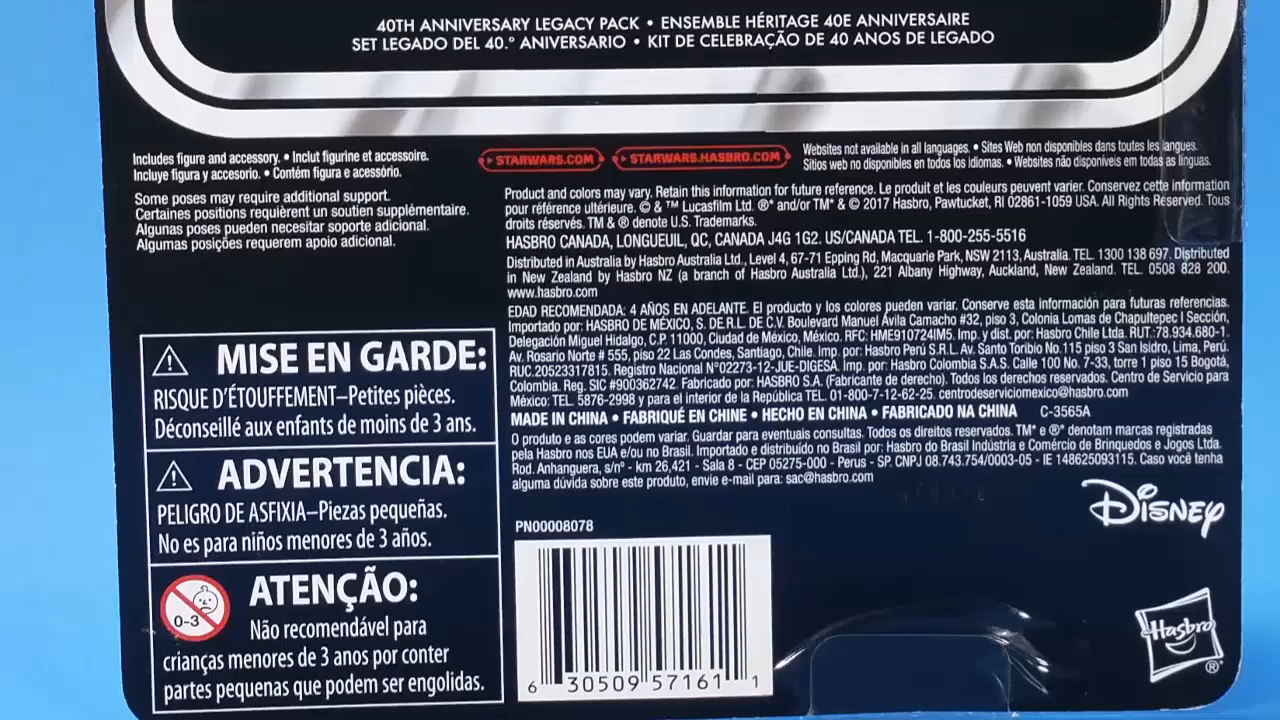 40TH ANNIVERSARY LEGACY PACK • ENSEMBLE HÉRITAGE 40E ANNIVERSAIRE
SET LEGADO DEL 40.º ANIVERSARIO • KIT DE CELEBRAÇÃO DE 40 ANOS DE LEGADO
Includes figure and accessory. • Inclut figurine et accessoire.
Incluye figura y accesorio. • Contém figura e acessório.
STARWARS.COM
STARWARS.HASBRO.COM
Websites not available in all languages. • Sites Web non disponibles dans toutes les langues.
Sitios web no disponibles en todos los idiomas. • Websites não disponíveis em todas as línguas.
Some poses may require additional support.
Certaines positions requièrent un soutien supplémentaire.
Algunas poses pueden necesitar soporte adicional.
Algumas posições requerem apoio adicional.
Product and colors may vary. Retain this information for future reference. Le produit et les couleurs peuvent varier. Conservez cette information
pour référence ultérieure. © & ™ Lucasfilm Ltd. ®* and/or TM* & © 2017 Hasbro, Pawtucket, RI 02861-1059 USA. All Rights Reserved. Tous
droits réservés. TM & ® denote U.S. Trademarks.
HASBRO CANADA, LONGUEUIL, QC, CANADA J4G 1G2. US/CANADA TEL. 1-800-255-5516
Distributed in Australia by Hasbro Australia Ltd., Level 4, 67-71 Epping Rd, Macquarie Park, NSW 2113, Australia. TEL. 1300 138 697. Distributed
in New Zealand by Hasbro NZ (a branch of Hasbro Australia Ltd.), 221 Albany Highway, Auckland, New Zealand. TEL. 0508 828 200.
www.hasbro.com
EDAD RECOMENDADA: 4 AÑOS EN ADELANTE. El producto y los colores pueden variar. Conserve esta información para futuras referencias.
Importado por: HASBRO DE MÉXICO, S. DE R.L. DE C.V. Boulevard Manuel Ávila Camacho #32, piso 3, Colonia Lomas de Chapultepec I Sección,
Delegación Miguel Hidalgo, C.P. 11000, Ciudad de México, México. RFC: HME910724IM5. Imp. y dist. por: Hasbro Chile Ltda. RUT.:78.934.680-1.
Av. Rosario Norte # 555, piso 22 Las Condes, Santiago, Chile. Imp. por: Hasbro Perú S.R.L. Av. Santo Toribio No.115 piso 3 San Isidro, Lima, Perú.
RUC.20523317815. Registro Nacional N°02273-12-JUE-DIGESA. Imp. por: Hasbro Colombia S.A.S. Calle 100 No. 7-33, torre 1 piso 15 Bogotá,
Colombia. Reg. SIC #900362742. Fabricado por: HASBRO S.A. (Fabricante de derecho). Todos los derechos reservados. Centro de Servicio para
México: TEL. 5876-2998 y para el interior de la República TEL. 01-800-7-12-62-25. centrodeserviciomexico@hasbro.com
MADE IN CHINA • FABRIQUÉ EN CHINE • HECHO EN CHINA • FABRICADO NA CHINA C-3565A
O produto e as cores podem variar. Guardar para eventuais consultas. Todos os direitos reservados. TM* e ®* denotam marcas registradas
pela Hasbro nos EUA e/ou no Brasil. Importado e distribuído no Brasil por: Hasbro do Brasil Indústria e Comércio de Brinquedos e Jogos Ltda.
Rod. Anhanguera, s/nº - km 26,421 - Sala 8 - CEP 05275-000 - Perus - SP. CNPJ 08.743.754/0003-05 - IE 148625093115. Caso você tenha
alguma dúvida sobre este produto, envie e-mail para: sac@hasbro.com
MISE EN GARDE:
RISQUE D'ÉTOUFFEMENT–Petites pièces.
Déconseillé aux enfants de moins de 3 ans.
ADVERTENCIA:
PELIGRO DE ASFIXIA–Piezas pequeñas.
No es para niños menores de 3 años.
0-3
ATENÇÃO:
Não recomendável para
crianças menores de 3 anos por conter
partes pequenas que podem ser engolidas.
PN00008078
6 30509 57161 1
Disney
Hasbro®